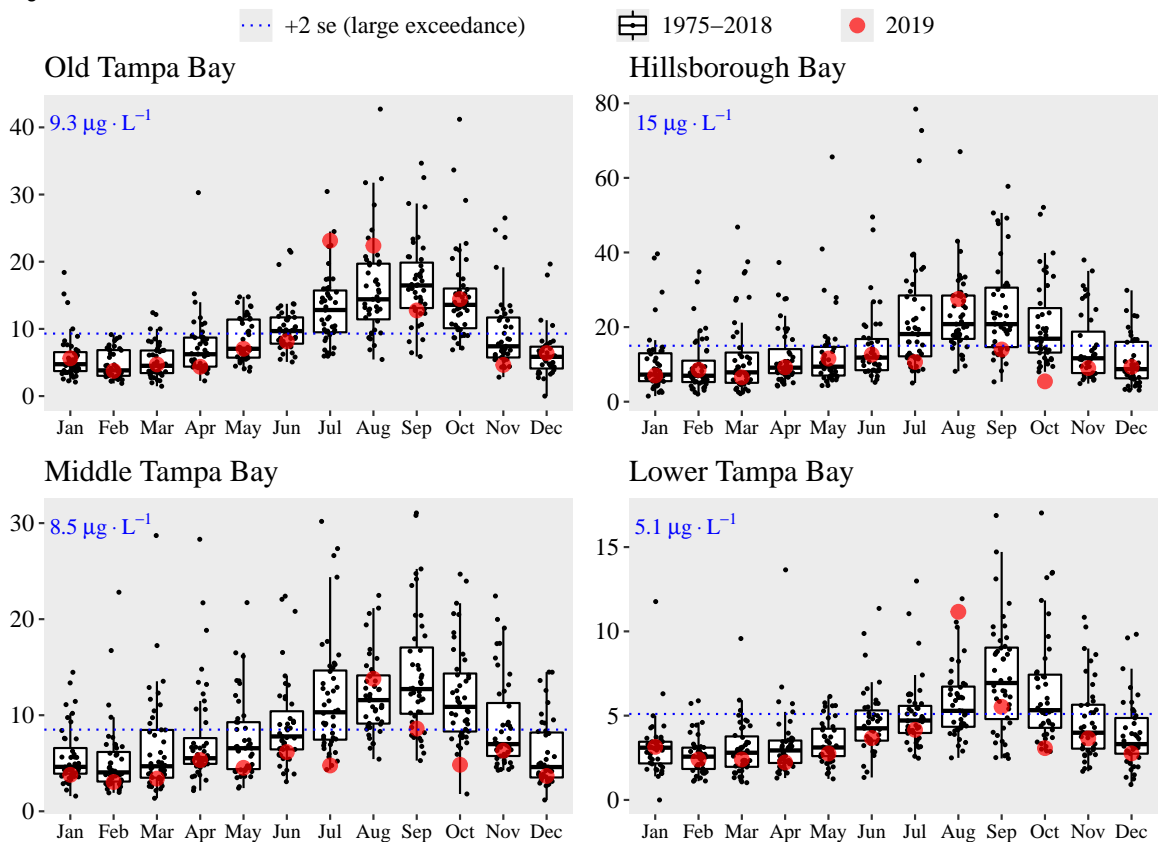 +2 se (large exceedance) 1975–2018 2019
Old Tampa Bay
9.3 μg · L⁻¹
40
30
20
10
0
Jan Feb Mar Apr May Jun Jul Aug Sep Oct Nov Dec
Hillsborough Bay
15 μg · L⁻¹
80
60
40
20
0
Jan Feb Mar Apr May Jun Jul Aug Sep Oct Nov Dec
Middle Tampa Bay
8.5 μg · L⁻¹
30
20
10
0
Jan Feb Mar Apr May Jun Jul Aug Sep Oct Nov Dec
Lower Tampa Bay
5.1 μg · L⁻¹
15
10
5
0
Jan Feb Mar Apr May Jun Jul Aug Sep Oct Nov Dec